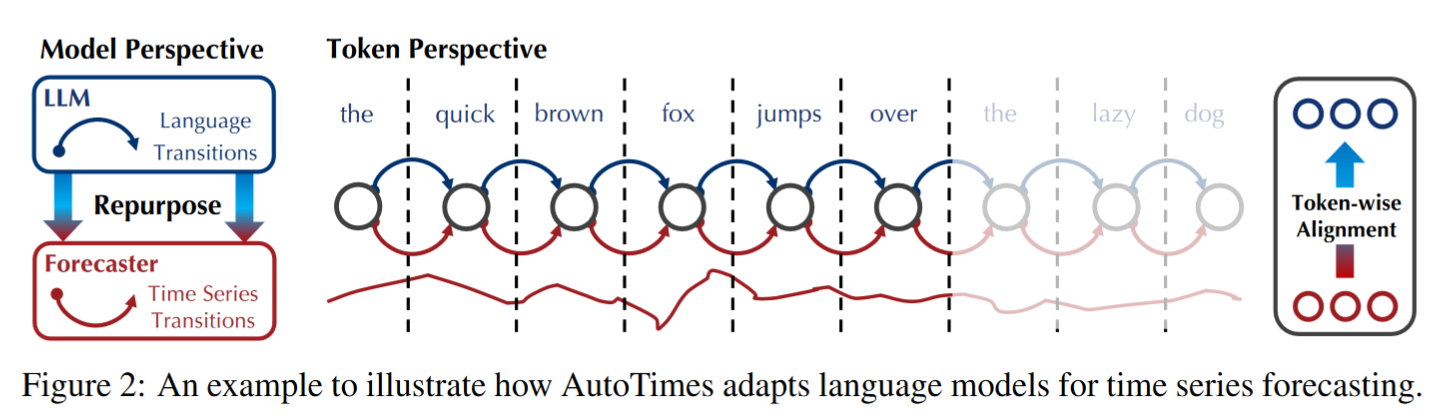 Model Perspective
LLM
Language
Transitions
Repurpose
Forecaster
Time Series
Transitions
Token Perspective
the quick brown fox jumps over the lazy dog
Token-wise
Alignment
Figure 2: An example to illustrate how AutoTimes adapts language models for time series forecasting.